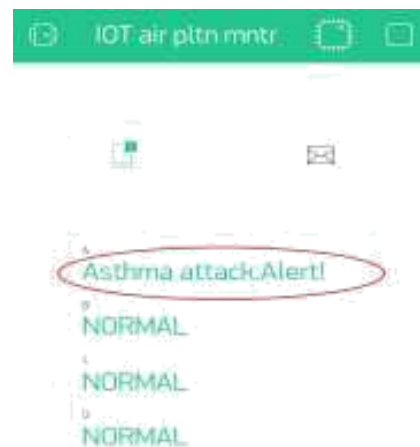 IOT air pltn mntr
A
Asthma attack.Alert!
B
NORMAL
C
NORMAL
D
NORMAL